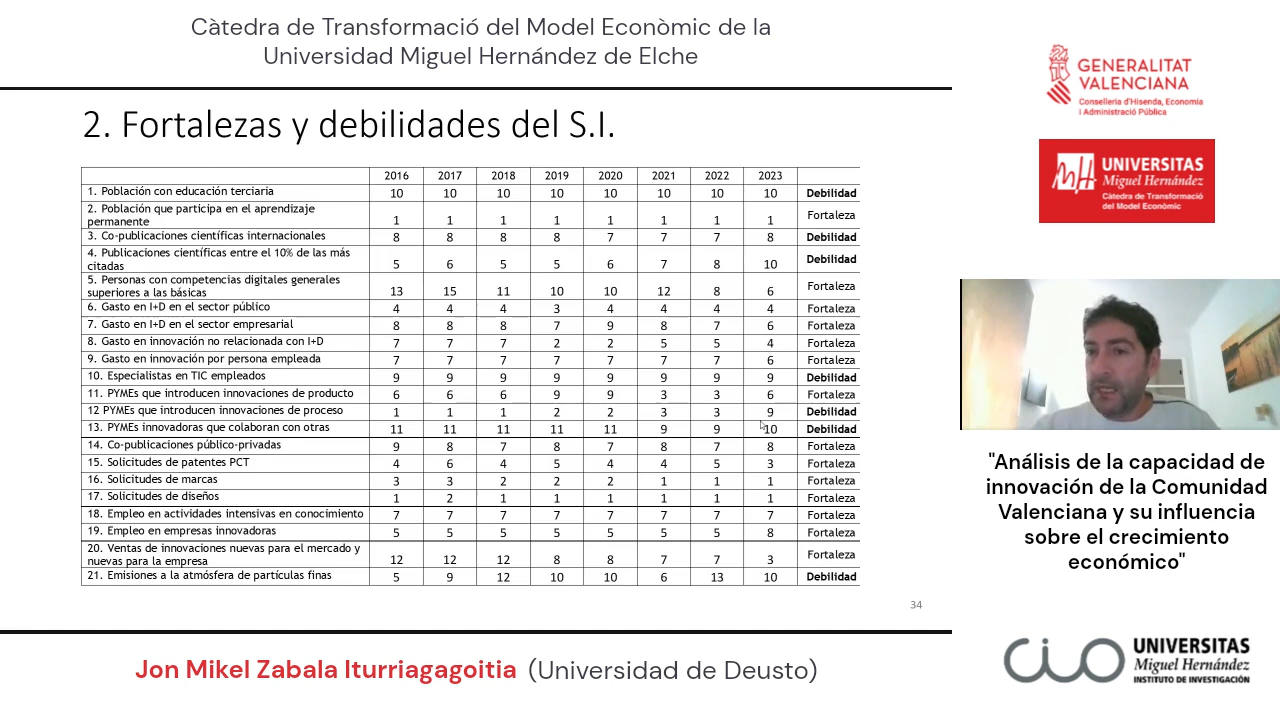 Càtedra de Transformació del Model Econòmic de la
Universidad Miguel Hernández de Elche
2. Fortalezas y debilidades del S.I.
2016 2017 2018 2019 2020 2021 2022 2023
1. Población con educación terciaria 10 10 10 10 10 10 10 10 Debilidad
2. Población que participa en el aprendizaje
permanente 1 1 1 1 1 1 1 1 Fortaleza
3. Co-publicaciones científicas internacionales 8 8 8 8 7 7 7 8 Debilidad
4. Publicaciones científicas entre el 10% de las más
citadas 5 6 5 5 6 7 8 10 Debilidad
5. Personas con competencias digitales generales
superiores a las básicas 13 15 11 10 10 12 8 6 Fortaleza
6. Gasto en I+D en el sector público 4 4 4 3 4 4 4 4 Fortaleza
7. Gasto en I+D en el sector empresarial 8 8 8 7 9 8 7 6 Fortaleza
8. Gasto en innovación no relacionada con I+D 7 7 7 2 2 5 5 4 Fortaleza
9. Gasto en innovación por persona empleada 7 7 7 7 7 7 7 6 Fortaleza
10. Especialistas en TIC empleados 9 9 9 9 9 9 9 9 Debilidad
11. PYMEs que introducen innovaciones de producto 6 6 6 9 9 3 3 6 Fortaleza
12 PYMEs que introducen innovaciones de proceso 1 1 1 2 2 3 3 9 Debilidad
13. PYMEs innovadoras que colaboran con otras 11 11 11 11 11 9 9 10 Debilidad
14. Co-publicaciones público-privadas 9 8 7 8 7 8 7 8 Fortaleza
15. Solicitudes de patentes PCT 4 6 4 5 4 4 5 3 Fortaleza
16. Solicitudes de marcas 3 3 2 2 2 1 1 1 Fortaleza
17. Solicitudes de diseños 1 2 1 1 1 1 1 1 Fortaleza
18. Empleo en actividades intensivas en conocimiento 7 7 7 7 7 7 7 7 Fortaleza
19. Empleo en empresas innovadoras 5 5 5 5 5 5 5 8 Fortaleza
20. Ventas de innovaciones nuevas para el mercado y
nuevas para la empresa 12 12 12 8 8 7 7 3 Fortaleza
21. Emisiones a la atmósfera de partículas finas 5 9 12 10 10 6 13 10 Debilidad
34
Jon Mikel Zabala Iturriagagoitia (Universidad de Deusto)
GENERALITAT
VALENCIANA
Conselleria d'Hisenda, Economia
i Administració Pública
UNIVERSITAS
Miguel Hernández
Càtedra de Transformació
del Model Econòmic
"Análisis de la capacidad de
innovación de la Comunidad
Valenciana y su influencia
sobre el crecimiento
económico"
CIO
UNIVERSITAS
Miguel Hernández
INSTITUTO DE INVESTIGACIÓN